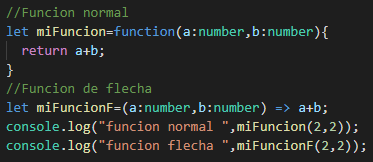 //Funcion normal
let miFuncion=function(a:number,b:number){
  return a+b;
}
//Funcion de flecha
let miFuncionF=(a:number,b:number) => a+b;
console.log("funcion normal ",miFuncion(2,2));
console.log("funcion flecha ",miFuncionF(2,2));